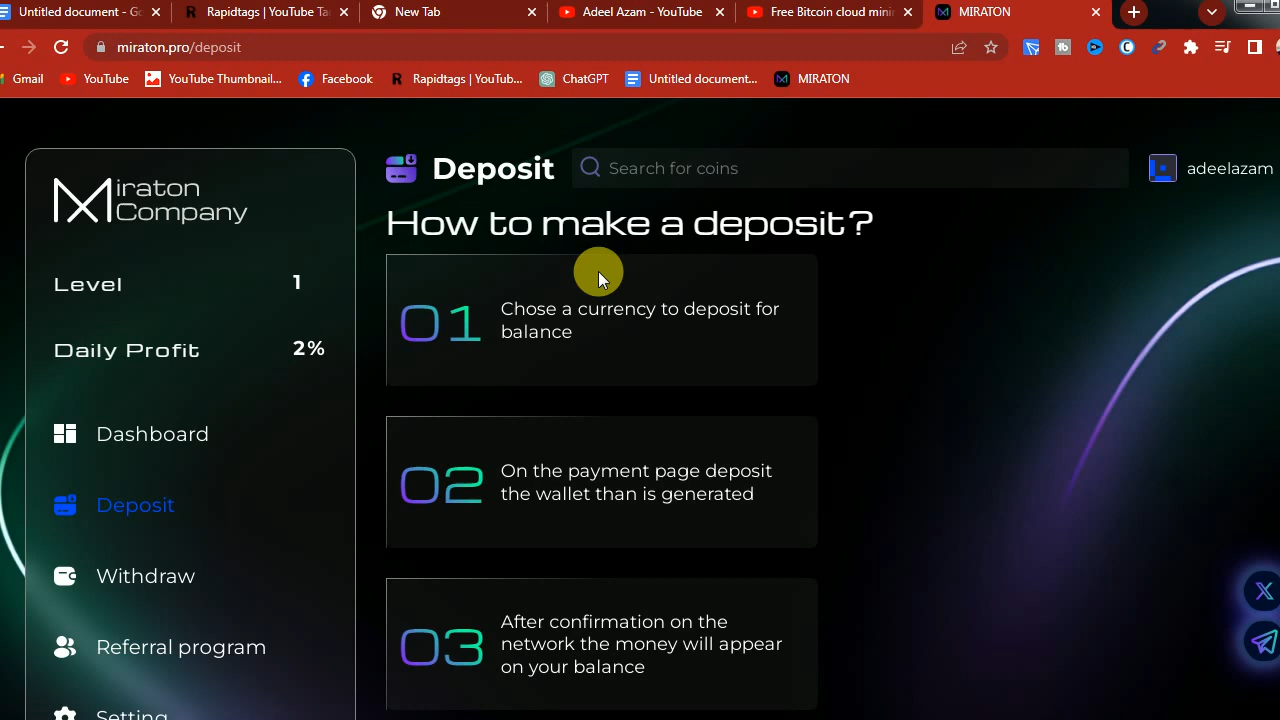 Untitled document - Go
Rapidtags | YouTube Ta
New Tab
Adeel Azam - YouTube
Free Bitcoin cloud mini
MIRATON
miraton.pro/deposit
Gmail
YouTube
YouTube Thumbnail...
Facebook
Rapidtags | YouTub...
ChatGPT
Untitled document...
MIRATON
Miraton
Company
Level 1
Daily Profit 2%
Dashboard
Deposit
Withdraw
Referral program
Setting
Deposit
Search for coins
adeelazam
How to make a deposit?
01
Chose a currency to deposit for
balance
02
On the payment page deposit
the wallet than is generated
03
After confirmation on the
network the money will appear
on your balance